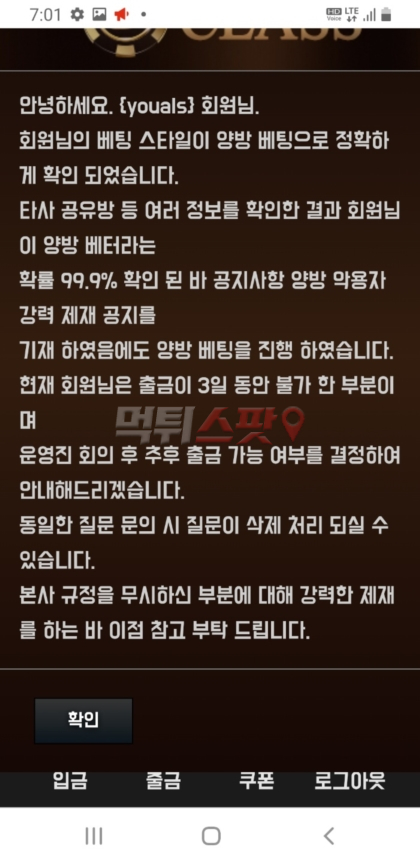 7:01
HD Voice LTE
CLASS
안녕하세요. {youals} 회원님.
회원님의 베팅 스타일이 양방 베팅으로 정확하
게 확인 되었습니다.
타사 공유방 등 여러 정보를 확인한 결과 회원님
이 양방 베터라는
확률 99.9% 확인 된 바 공지사항 양방 악용자
강력 제재 공지를
기재 하였음에도 양방 베팅을 진행 하였습니다.
현재 회원님은 출금이 3일 동안 불가 한 부분이
며
먹튀스팟
운영진 회의 후 추후 출금 가능 여부를 결정하여
안내해드리겠습니다.
동일한 질문 문의 시 질문이 삭제 처리 되실 수
있습니다.
본사 규정을 무시하신 부분에 대해 강력한 제재
를 하는 바 이점 참고 부탁 드립니다.
확인
입금 출금 쿠폰 로그아웃